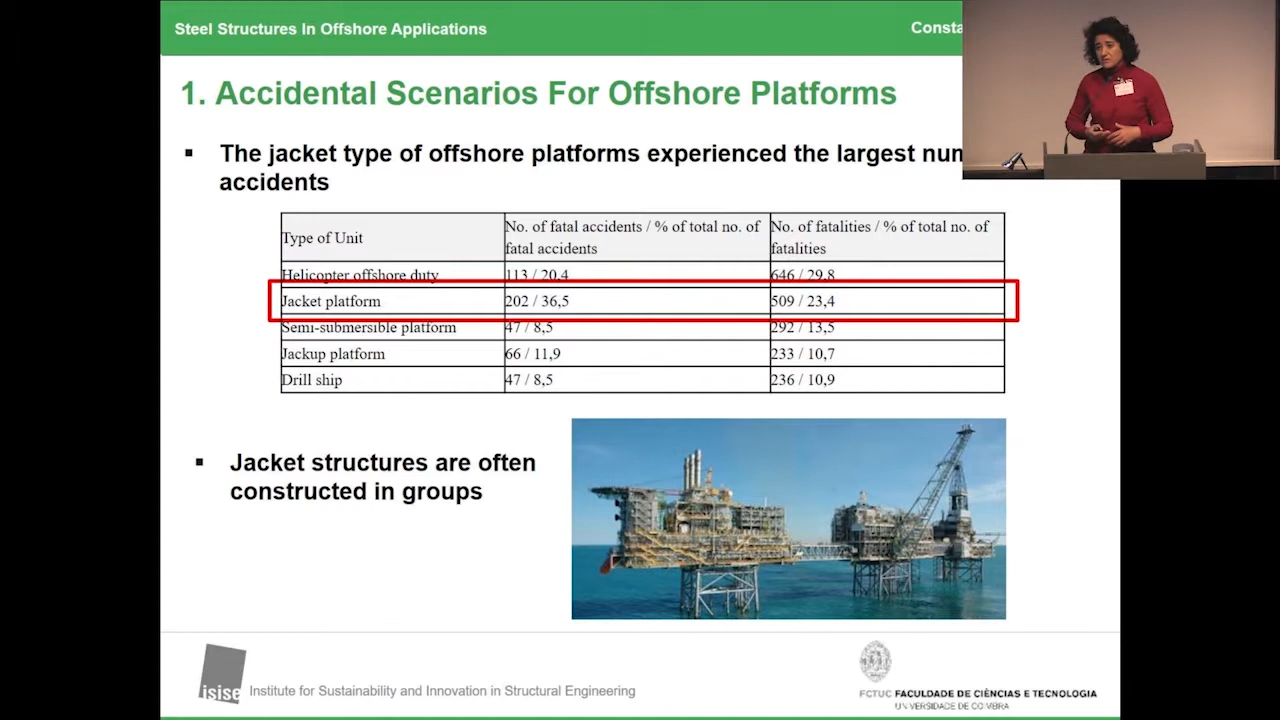 Steel Structures In Offshore Applications
1. Accidental Scenarios For Offshore Platforms
▪ The jacket type of offshore platforms experienced the largest
accidents
Type of Unit
No. of fatal accidents / % of total no. of
fatal accidents
No. of fatalities / % of total no. of
fatalities
Helicopter offshore duty 113 / 20,4 646 / 29,8
Jacket platform 202 / 36,5 509 / 23,4
Semi-submersible platform 47 / 8,5 292 / 13,5
Jackup platform 66 / 11,9 233 / 10,7
Drill ship 47 / 8,5 236 / 10,9
▪ Jacket structures are often
constructed in groups
isise Institute for Sustainability and Innovation in Structural Engineering
FCTUC FACULDADE DE CIÊNCIAS E TECNOLOGIA
UNIVERSIDADE DE COIMBRA